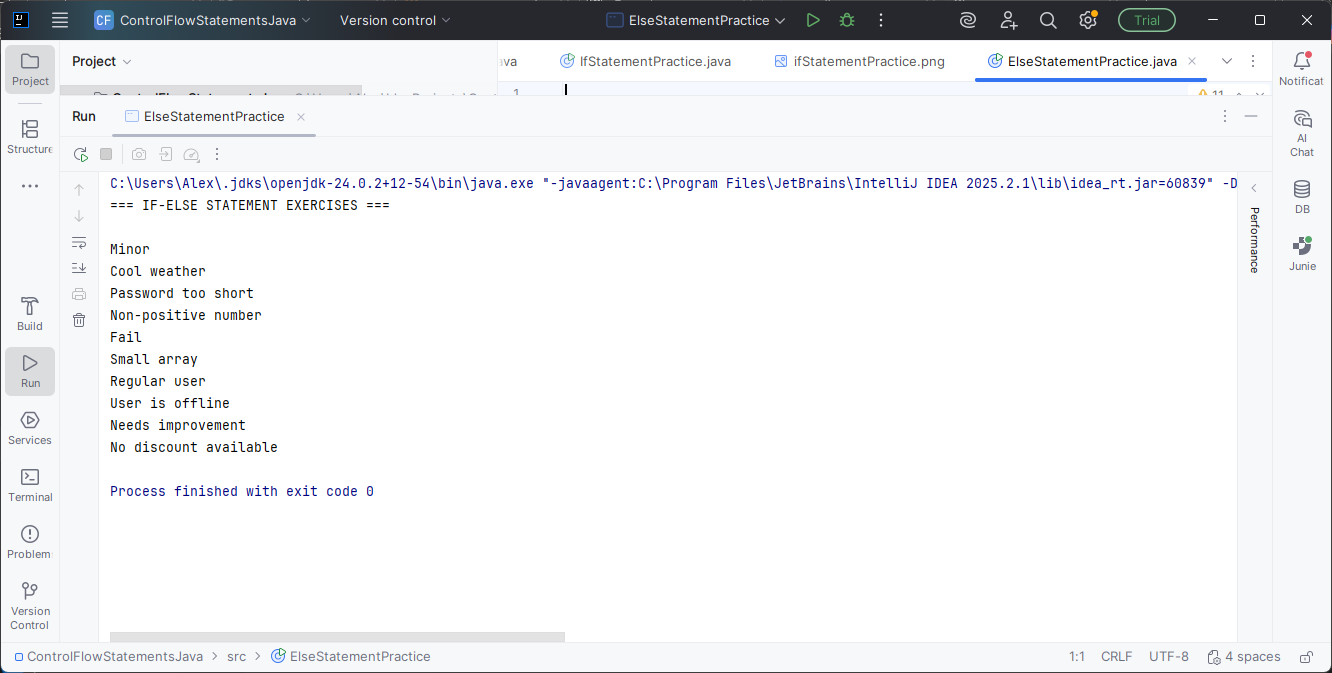 CF ControlFlowStatementsJava Version control ElseStatementPractice Trial
Project
Project
va IfStatementPractice.java ifStatementPractice.png ElseStatementPractice.java
Notificat
1
11
Run ElseStatementPractice
Structure
AI
Chat
C:\Users\Alex\.jdks\openjdk-24.0.2+12-54\bin\java.exe "-javaagent:C:\Program Files\JetBrains\IntelliJ IDEA 2025.2.1\lib\idea_rt.jar=60839" -D
=== IF-ELSE STATEMENT EXERCISES ===
Minor
Cool weather
Password too short
Non-positive number
Fail
Small array
Regular user
User is offline
Needs improvement
No discount available
Process finished with exit code 0
Performance
DB
Junie
Build
Run
Services
Terminal
Problem
Version
Control
ControlFlowStatementsJava > src > ElseStatementPractice 1:1 CRLF UTF-8 4 spaces